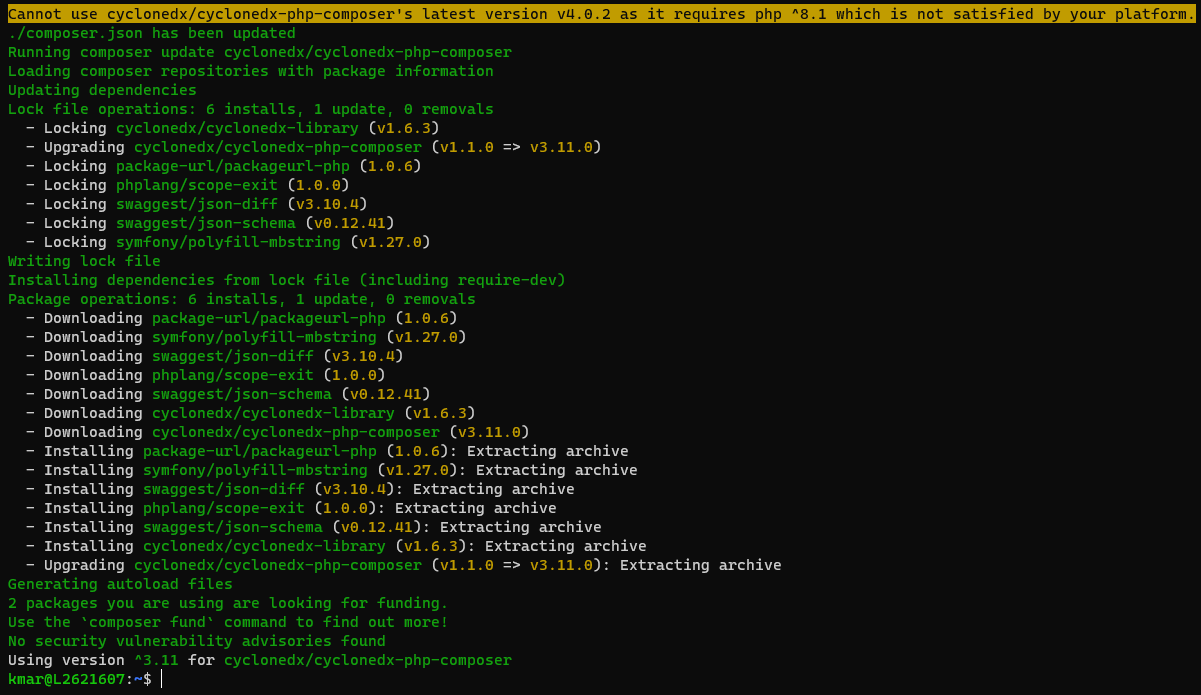 Cannot use cyclonedx/cyclonedx-php-composer's latest version v4.0.2 as it requires php ^8.1 which is not satisfied by your platform.
./composer.json has been updated
Running composer update cyclonedx/cyclonedx-php-composer
Loading composer repositories with package information
Updating dependencies
Lock file operations: 6 installs, 1 update, 0 removals
  - Locking cyclonedx/cyclonedx-library (v1.6.3)
  - Upgrading cyclonedx/cyclonedx-php-composer (v1.1.0 => v3.11.0)
  - Locking package-url/packageurl-php (1.0.6)
  - Locking phplang/scope-exit (1.0.0)
  - Locking swaggest/json-diff (v3.10.4)
  - Locking swaggest/json-schema (v0.12.41)
  - Locking symfony/polyfill-mbstring (v1.27.0)
Writing lock file
Installing dependencies from lock file (including require-dev)
Package operations: 6 installs, 1 update, 0 removals
  - Downloading package-url/packageurl-php (1.0.6)
  - Downloading symfony/polyfill-mbstring (v1.27.0)
  - Downloading swaggest/json-diff (v3.10.4)
  - Downloading phplang/scope-exit (1.0.0)
  - Downloading swaggest/json-schema (v0.12.41)
  - Downloading cyclonedx/cyclonedx-library (v1.6.3)
  - Downloading cyclonedx/cyclonedx-php-composer (v3.11.0)
  - Installing package-url/packageurl-php (1.0.6): Extracting archive
  - Installing symfony/polyfill-mbstring (v1.27.0): Extracting archive
  - Installing swaggest/json-diff (v3.10.4): Extracting archive
  - Installing phplang/scope-exit (1.0.0): Extracting archive
  - Installing swaggest/json-schema (v0.12.41): Extracting archive
  - Installing cyclonedx/cyclonedx-library (v1.6.3): Extracting archive
  - Upgrading cyclonedx/cyclonedx-php-composer (v1.1.0 => v3.11.0): Extracting archive
Generating autoload files
2 packages you are using are looking for funding.
Use the `composer fund` command to find out more!
No security vulnerability advisories found
Using version ^3.11 for cyclonedx/cyclonedx-php-composer
kmar@L2621607:~$